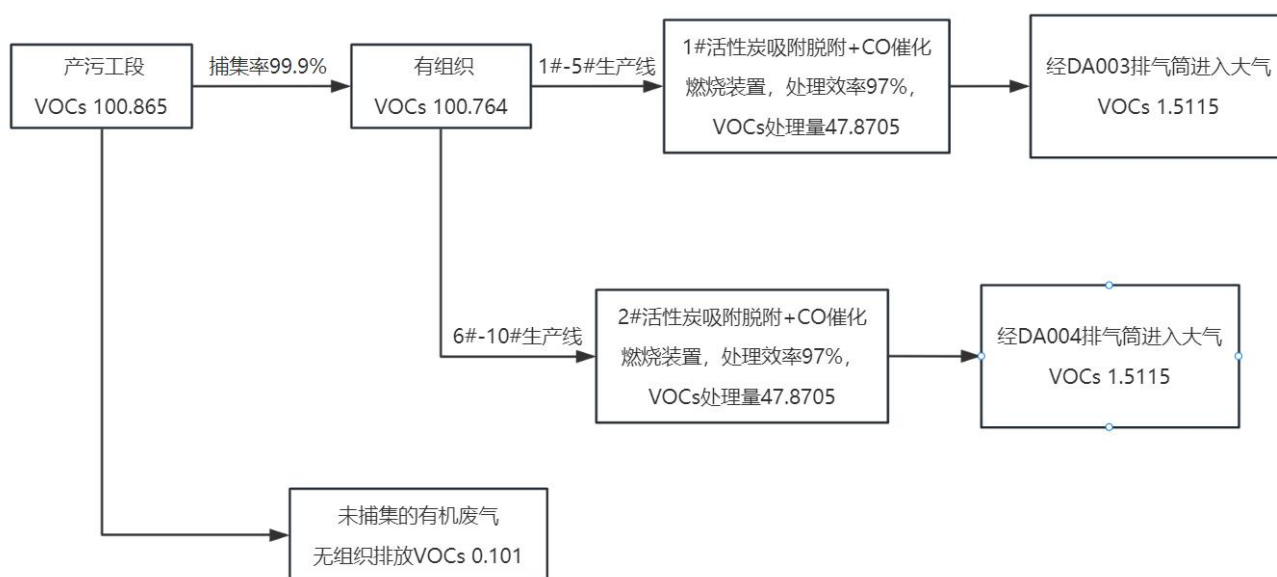 产污工段
VOCs 100.865
捕集率99.9%
有组织
VOCs 100.764
1#-5#生产线
1#活性炭吸附脱附+CO催化
燃烧装置，处理效率97%，
VOCs处理量47.8705
经DA003排气筒进入大气
VOCs 1.5115
6#-10#生产线
2#活性炭吸附脱附+CO催化
燃烧装置，处理效率97%，
VOCs处理量47.8705
经DA004排气筒进入大气
VOCs 1.5115
未捕集的有机废气
无组织排放VOCs 0.101